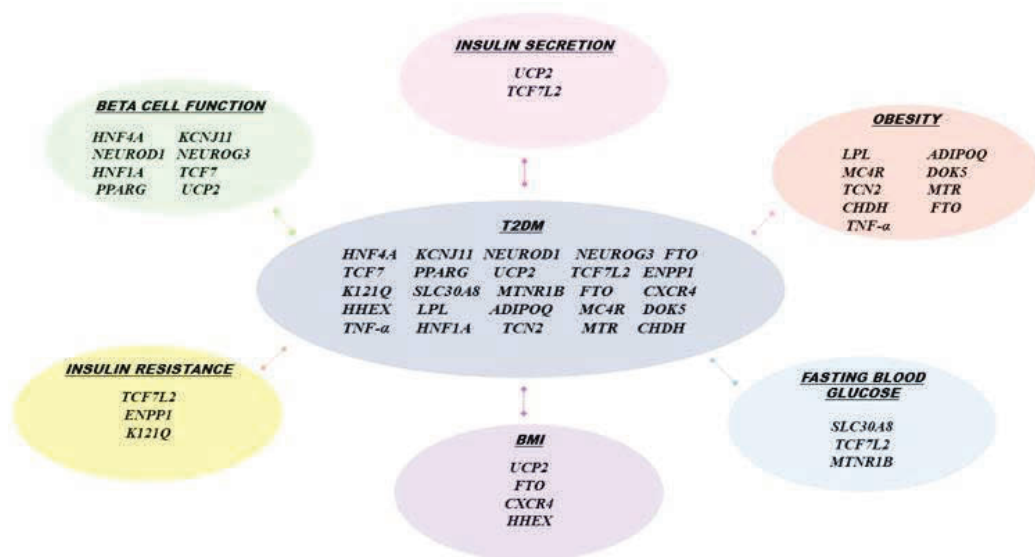 INSULIN SECRETION
UCP2
TCF7L2
BETA CELL FUNCTION
HNF4A KCNJ11
NEUROD1 NEUROG3
HNF1A TCF7
PPARG UCP2
OBESITY
LPL ADIPOQ
MC4R DOK5
TCN2 MTR
CHDH FTO
TNF-α
T2DM
HNF4A KCNJ11 NEUROD1 NEUROG3 FTO
TCF7 PPARG UCP2 TCF7L2 ENPP1
K121Q SLC30A8 MTNR1B FTO CXCR4
HHEX LPL ADIPOQ MC4R DOK5
TNF-α HNF1A TCN2 MTR CHDH
INSULIN RESISTANCE
TCF7L2
ENPP1
K121Q
BMI
UCP2
FTO
CXCR4
HHEX
FASTING BLOOD
GLUCOSE
SLC30A8
TCF7L2
MTNR1B